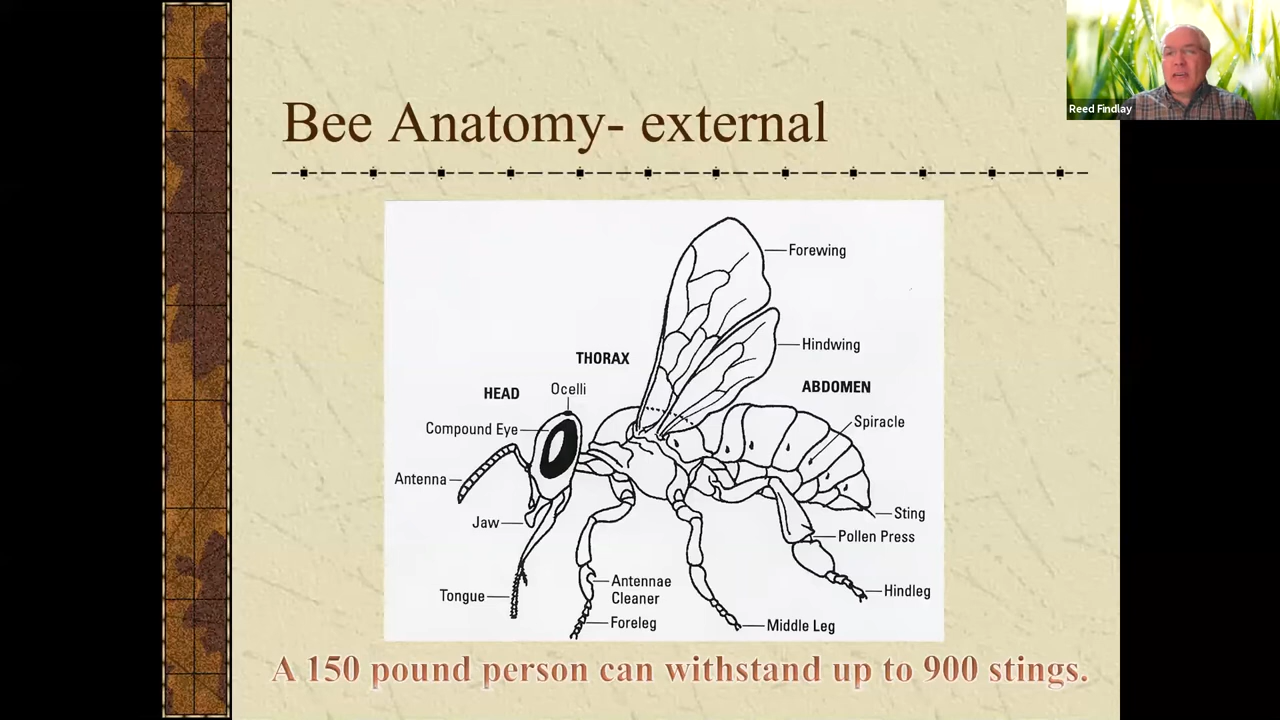 Reed Findlay
Bee Anatomy- external
Forewing
Hindwing
THORAX
ABDOMEN
HEAD
Ocelli
Spiracle
Compound Eye
Antenna
Sting
Jaw
Pollen Press
Antennae
Cleaner
Hindleg
Tongue
Foreleg
Middle Leg
A 150 pound person can withstand up to 900 stings.